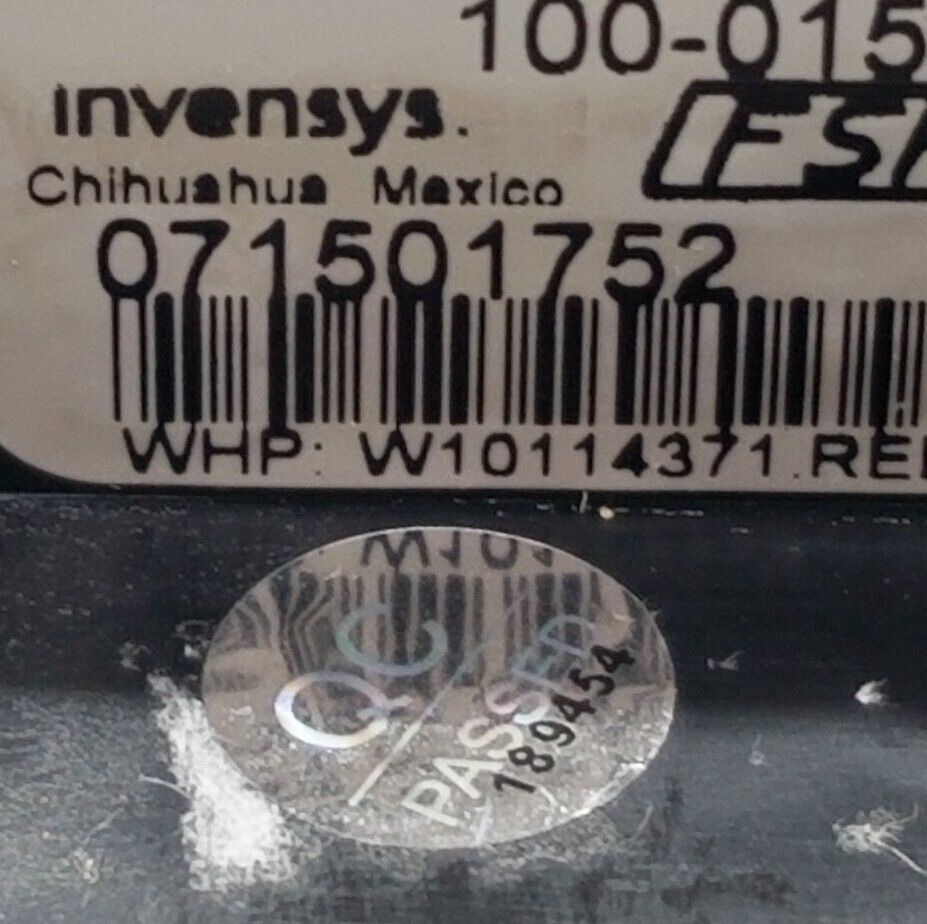 100-015
invensys.
Chihuahua Mexico
071501752
WHP: W10114371.RE
QC
PASSED
189454